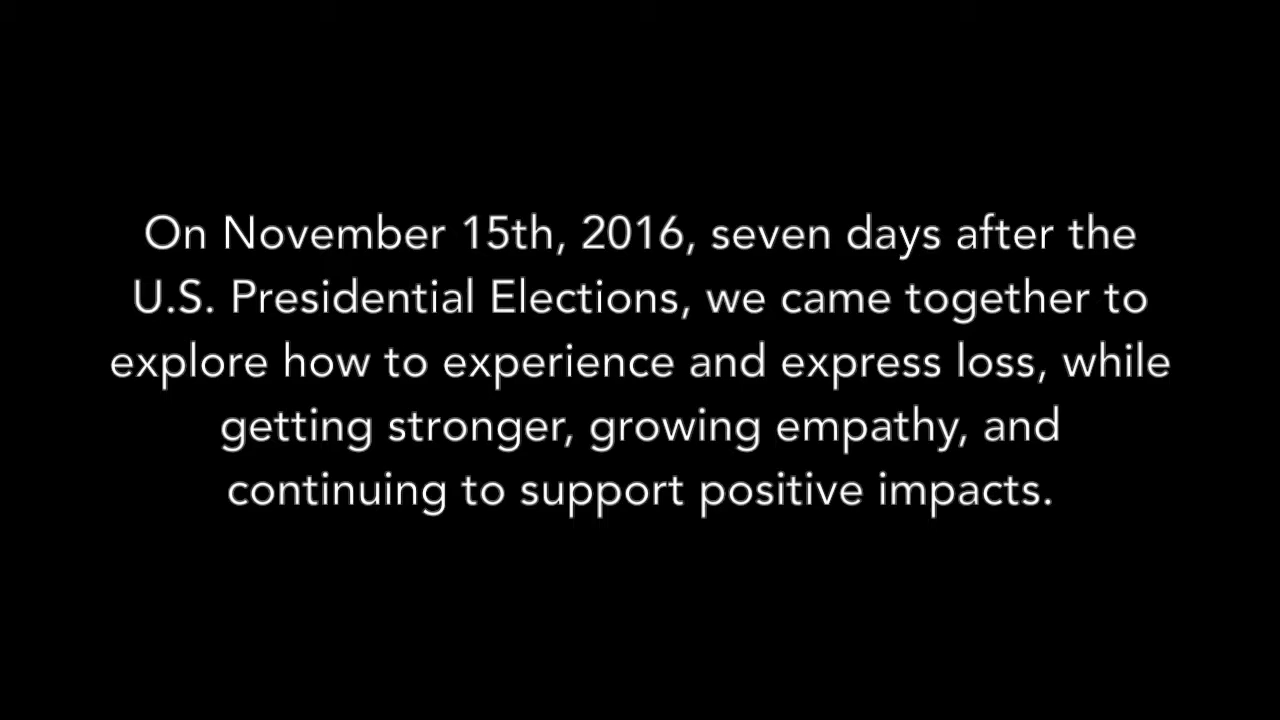 On November 15th, 2016, seven days after the
U.S. Presidential Elections, we came together to
explore how to experience and express loss, while
getting stronger, growing empathy, and
continuing to support positive impacts.